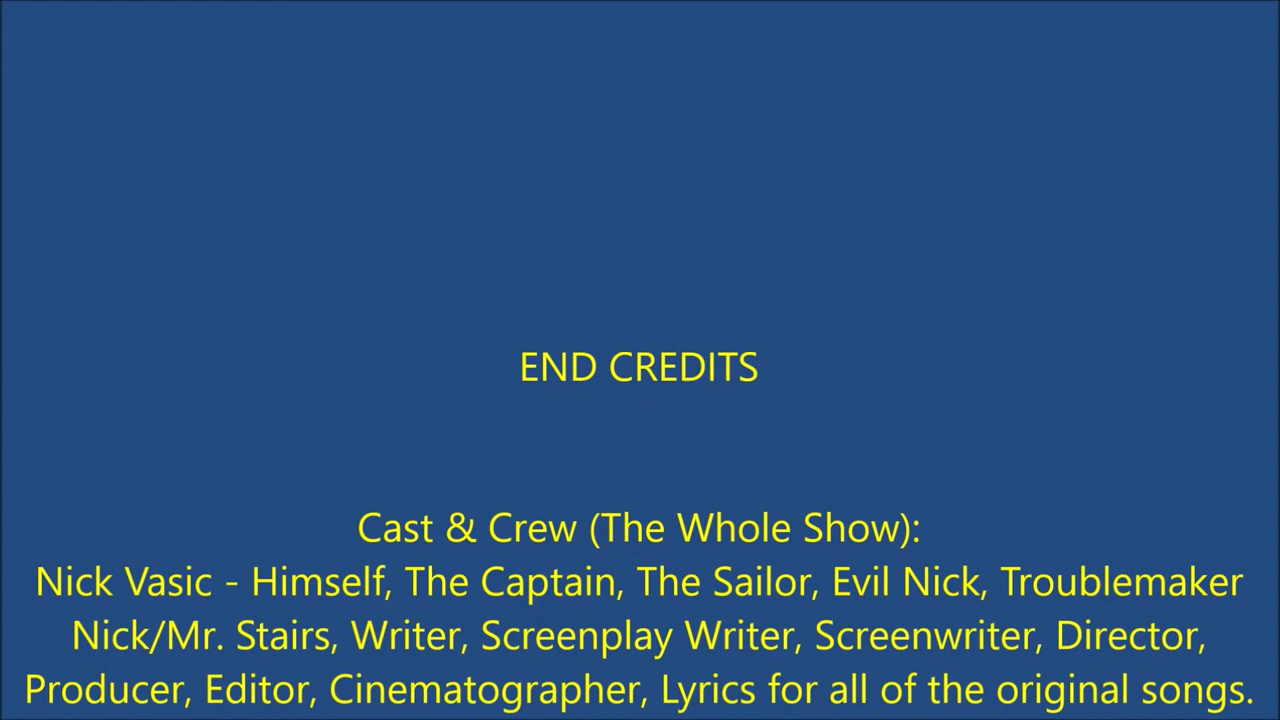 END CREDITS
Cast & Crew (The Whole Show):
Nick Vasic - Himself, The Captain, The Sailor, Evil Nick, Troublemaker
Nick/Mr. Stairs, Writer, Screenplay Writer, Screenwriter, Director,
Producer, Editor, Cinematographer, Lyrics for all of the original songs.